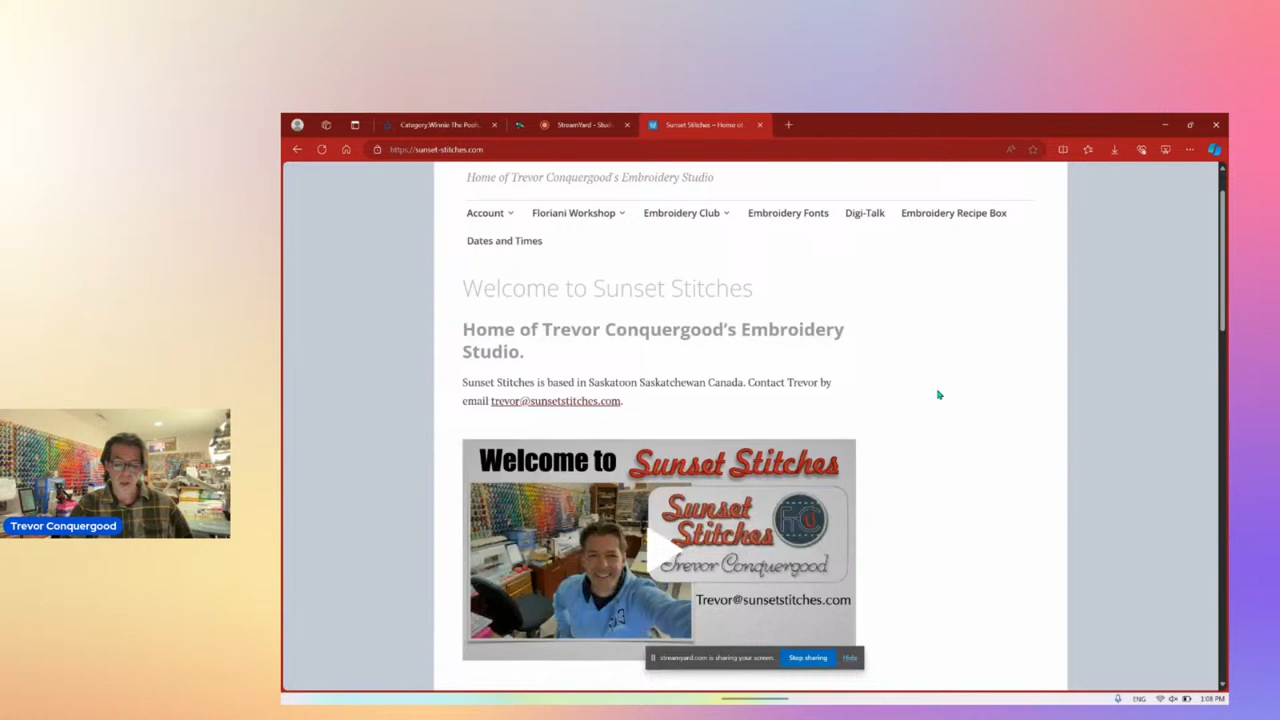 Category:Winnie The Pooh
StreamYard - Stud
Sunset Stitches – Home of
https://sunset-stitches.com
Home of Trevor Conquergood's Embroidery Studio
Account Floriani Workshop Embroidery Club Embroidery Fonts Digi-Talk Embroidery Recipe Box
Dates and Times
Welcome to Sunset Stitches
Home of Trevor Conquergood’s Embroidery
Studio.
Sunset Stitches is based in Saskatoon Saskatchewan Canada. Contact Trevor by
email trevor@sunsetstitches.com.
Welcome to Sunset Stitches
Sunset
Stitches
Trevor Conquergood
Trevor@sunsetstitches.com
streamyard.com is sharing your screen. Stop sharing Hide
Trevor Conquergood
ENG 1:08 PM